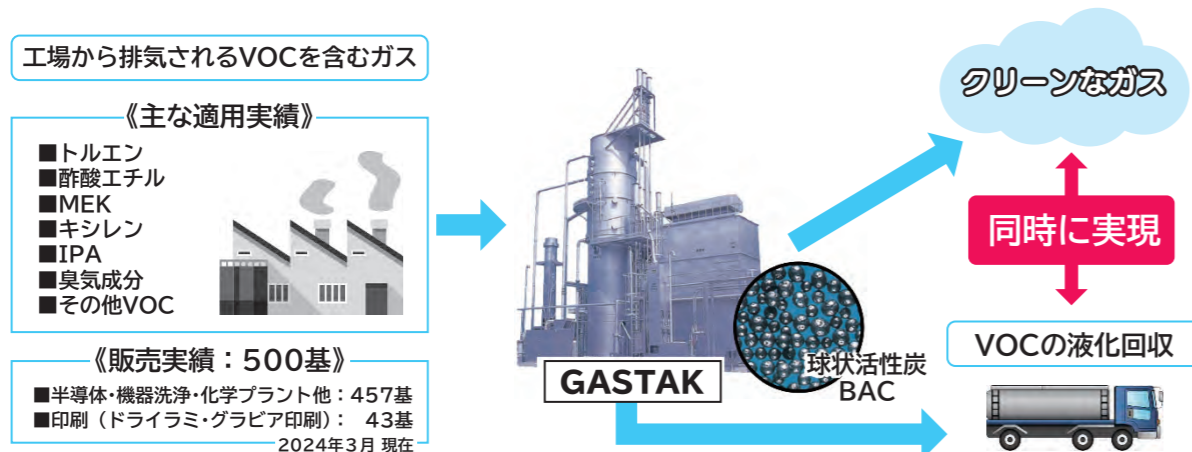 工場から排気されるVOCを含むガス
《主な適用実績》
■トルエン
■酢酸エチル
■MEK
■キシレン
■IPA
■臭気成分
■その他VOC
《販売実績：500基》
■半導体・機器洗浄・化学プラント他：457基
■印刷（ドライラミ・グラビア印刷）： 43基
2024年3月 現在
GASTAK
球状活性炭
BAC
クリーンなガス
同時に実現
VOCの液化回収